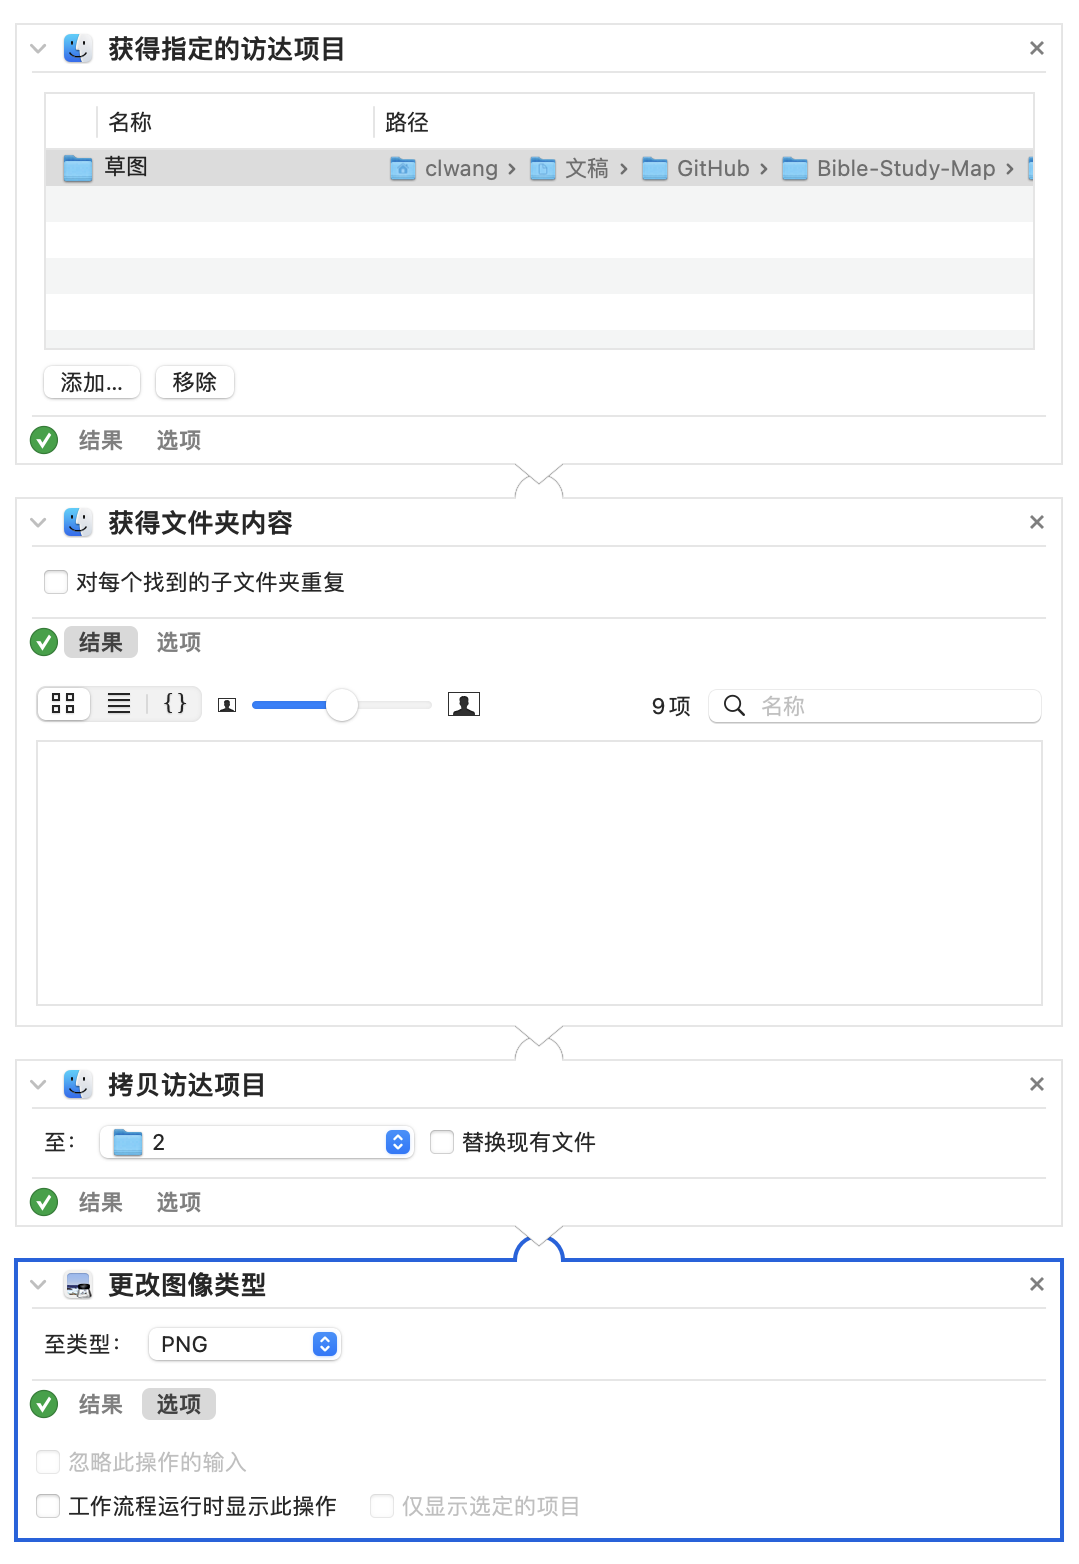 获得指定的访达项目
名称 路径
草图 clwang › 文稿 › GitHub › Bible-Study-Map ›
添加... 移除
结果 选项
获得文件夹内容
对每个找到的子文件夹重复
结果 选项
{} 9 项 名称
拷贝访达项目
至： 2 替换现有文件
结果 选项
更改图像类型
至类型： PNG
结果 选项
忽略此操作的输入
工作流程运行时显示此操作 仅显示选定的项目